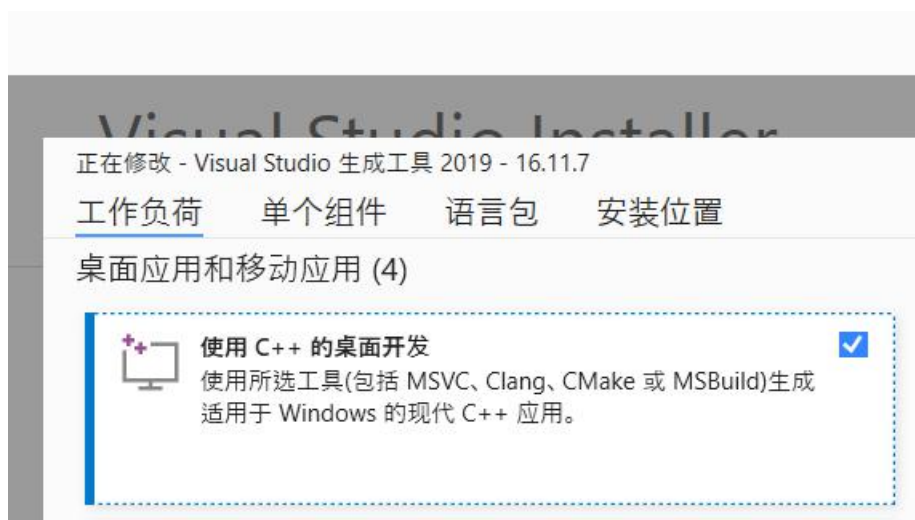 Visual Studio Installer
正在修改 - Visual Studio 生成工具 2019 - 16.11.7
工作负荷 单个组件 语言包 安装位置
桌面应用和移动应用 (4)
使用 C++ 的桌面开发
使用所选工具(包括 MSVC、Clang、CMake 或 MSBuild)生成
适用于 Windows 的现代 C++ 应用。